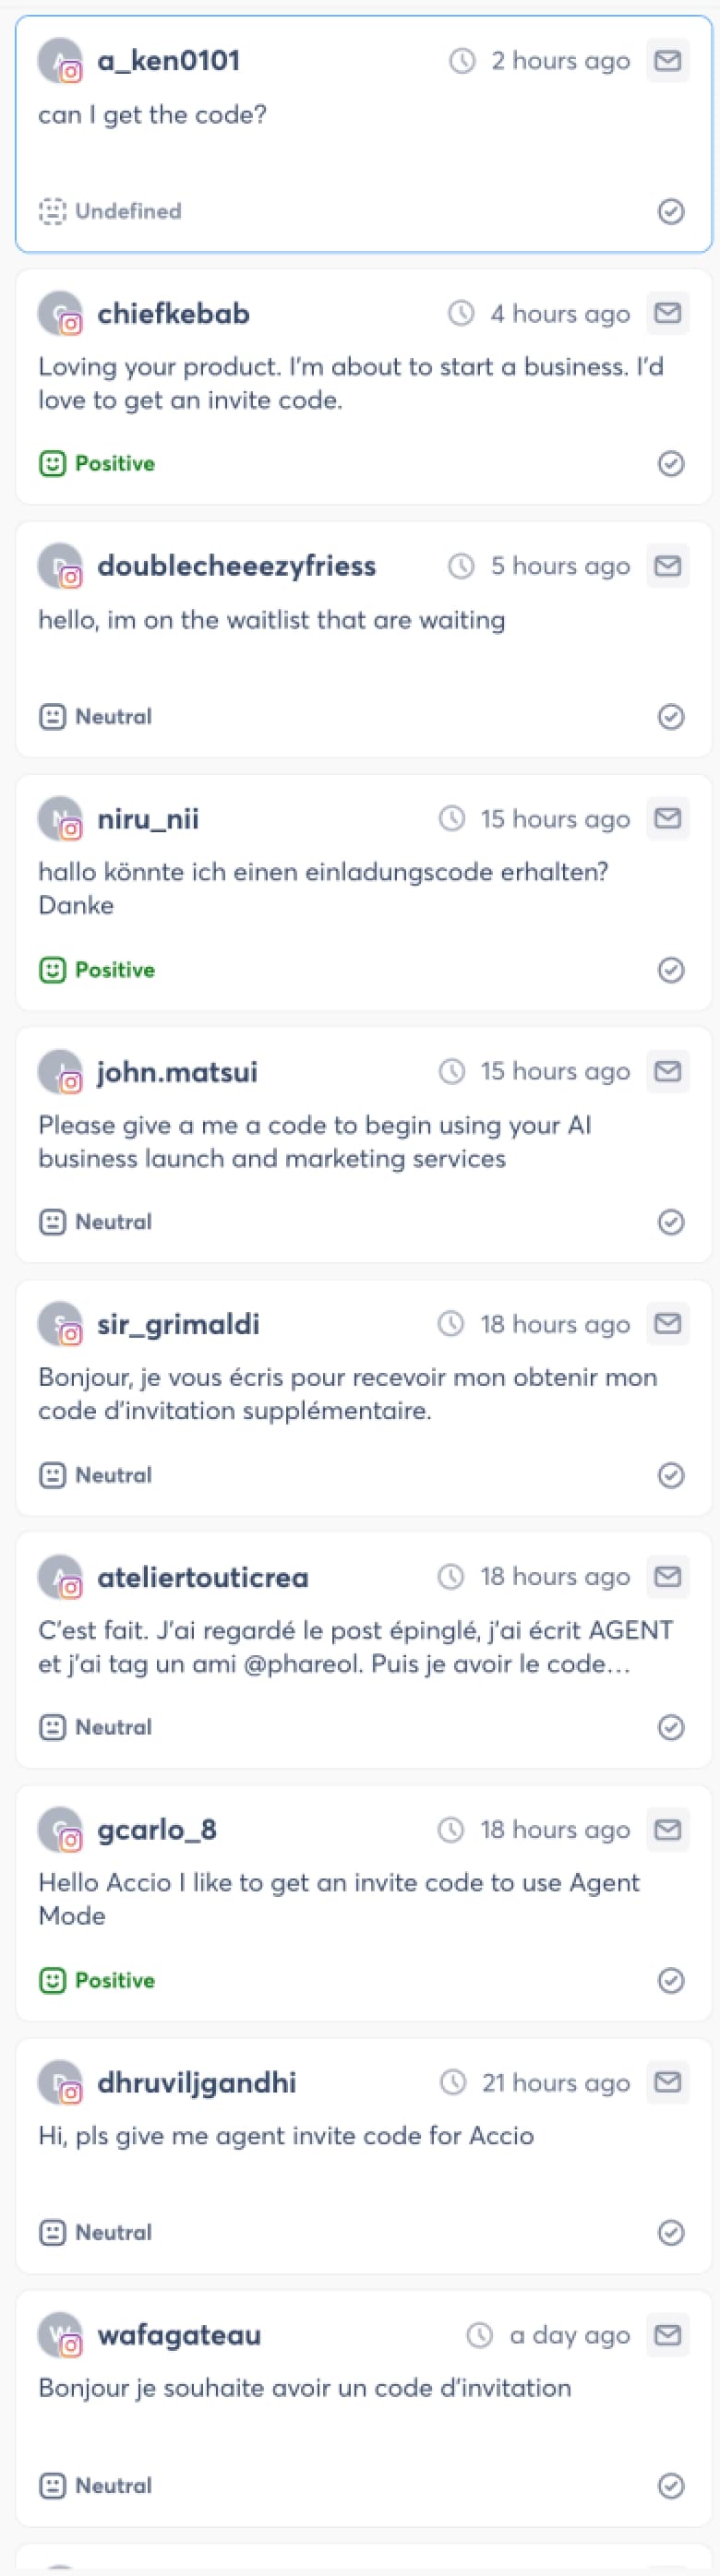 a_ken0101 2 hours ago
can I get the code?
Undefined
chiefkebab 4 hours ago
Loving your product. I'm about to start a business. I'd
love to get an invite code.
Positive
doublecheeezyfriess 5 hours ago
hello, im on the waitlist that are waiting
Neutral
niru_nii 15 hours ago
hallo könnte ich einen einladungscode erhalten?
Danke
Positive
john.matsui 15 hours ago
Please give a me a code to begin using your AI
business launch and marketing services
Neutral
sir_grimaldi 18 hours ago
Bonjour, je vous écris pour recevoir mon obtenir mon
code d'invitation supplémentaire.
Neutral
ateliertouticrea 18 hours ago
C'est fait. J'ai regardé le post épinglé, j'ai écrit AGENT
et j'ai tag un ami @phareol. Puis je avoir le code...
Neutral
gcarlo_8 18 hours ago
Hello Accio I like to get an invite code to use Agent
Mode
Positive
dhruviljgandhi 21 hours ago
Hi, pls give me agent invite code for Accio
Neutral
wafagateau a day ago
Bonjour je souhaite avoir un code d'invitation
Neutral